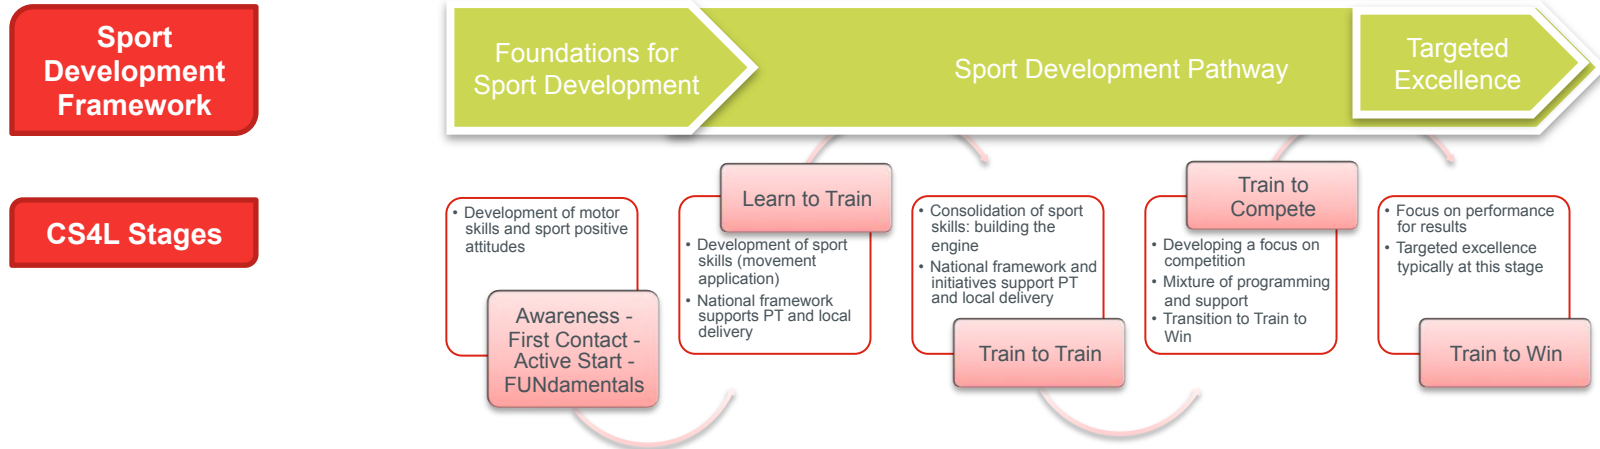 Sport
Development
Framework
Foundations for
Sport Development
Sport Development Pathway
Targeted
Excellence
CS4L Stages
• Development of motor
skills and sport positive
attitudes
Awareness -
First Contact -
Active Start -
FUNdamentals
Learn to Train
• Development of sport
skills (movement
application)
• National framework
supports PT and local
delivery
• Consolidation of sport
skills: building the
engine
• National framework and
initiatives support PT
and local delivery
Train to Train
Train to
Compete
• Developing a focus on
competition
• Mixture of programming
and support
• Transition to Train to
Win
• Focus on performance
for results
• Targeted excellence
typically at this stage
Train to Win